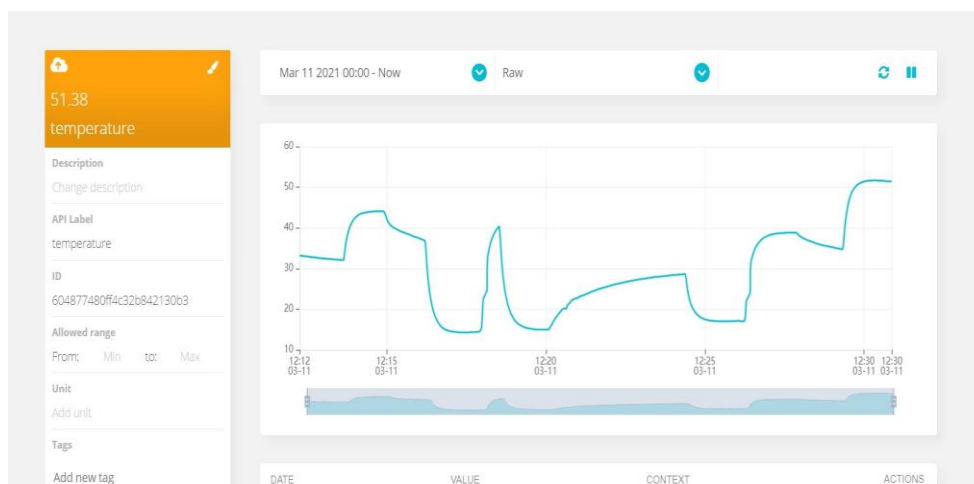 51.38
temperature
Description
Change description
API Label
temperature
ID
604877480ff4c32b842130b3
Allowed range
From: Min to: Max
Unit
Add unit
Tags
Add new tag
Mar 11 2021 00:00 - Now Raw
60
50
40
30
20
10
12:12 12:15 12:20 12:25 12:30 12:30
03-11 03-11 03-11 03-11 03-11 03-11
DATE VALUE CONTEXT ACTIONS